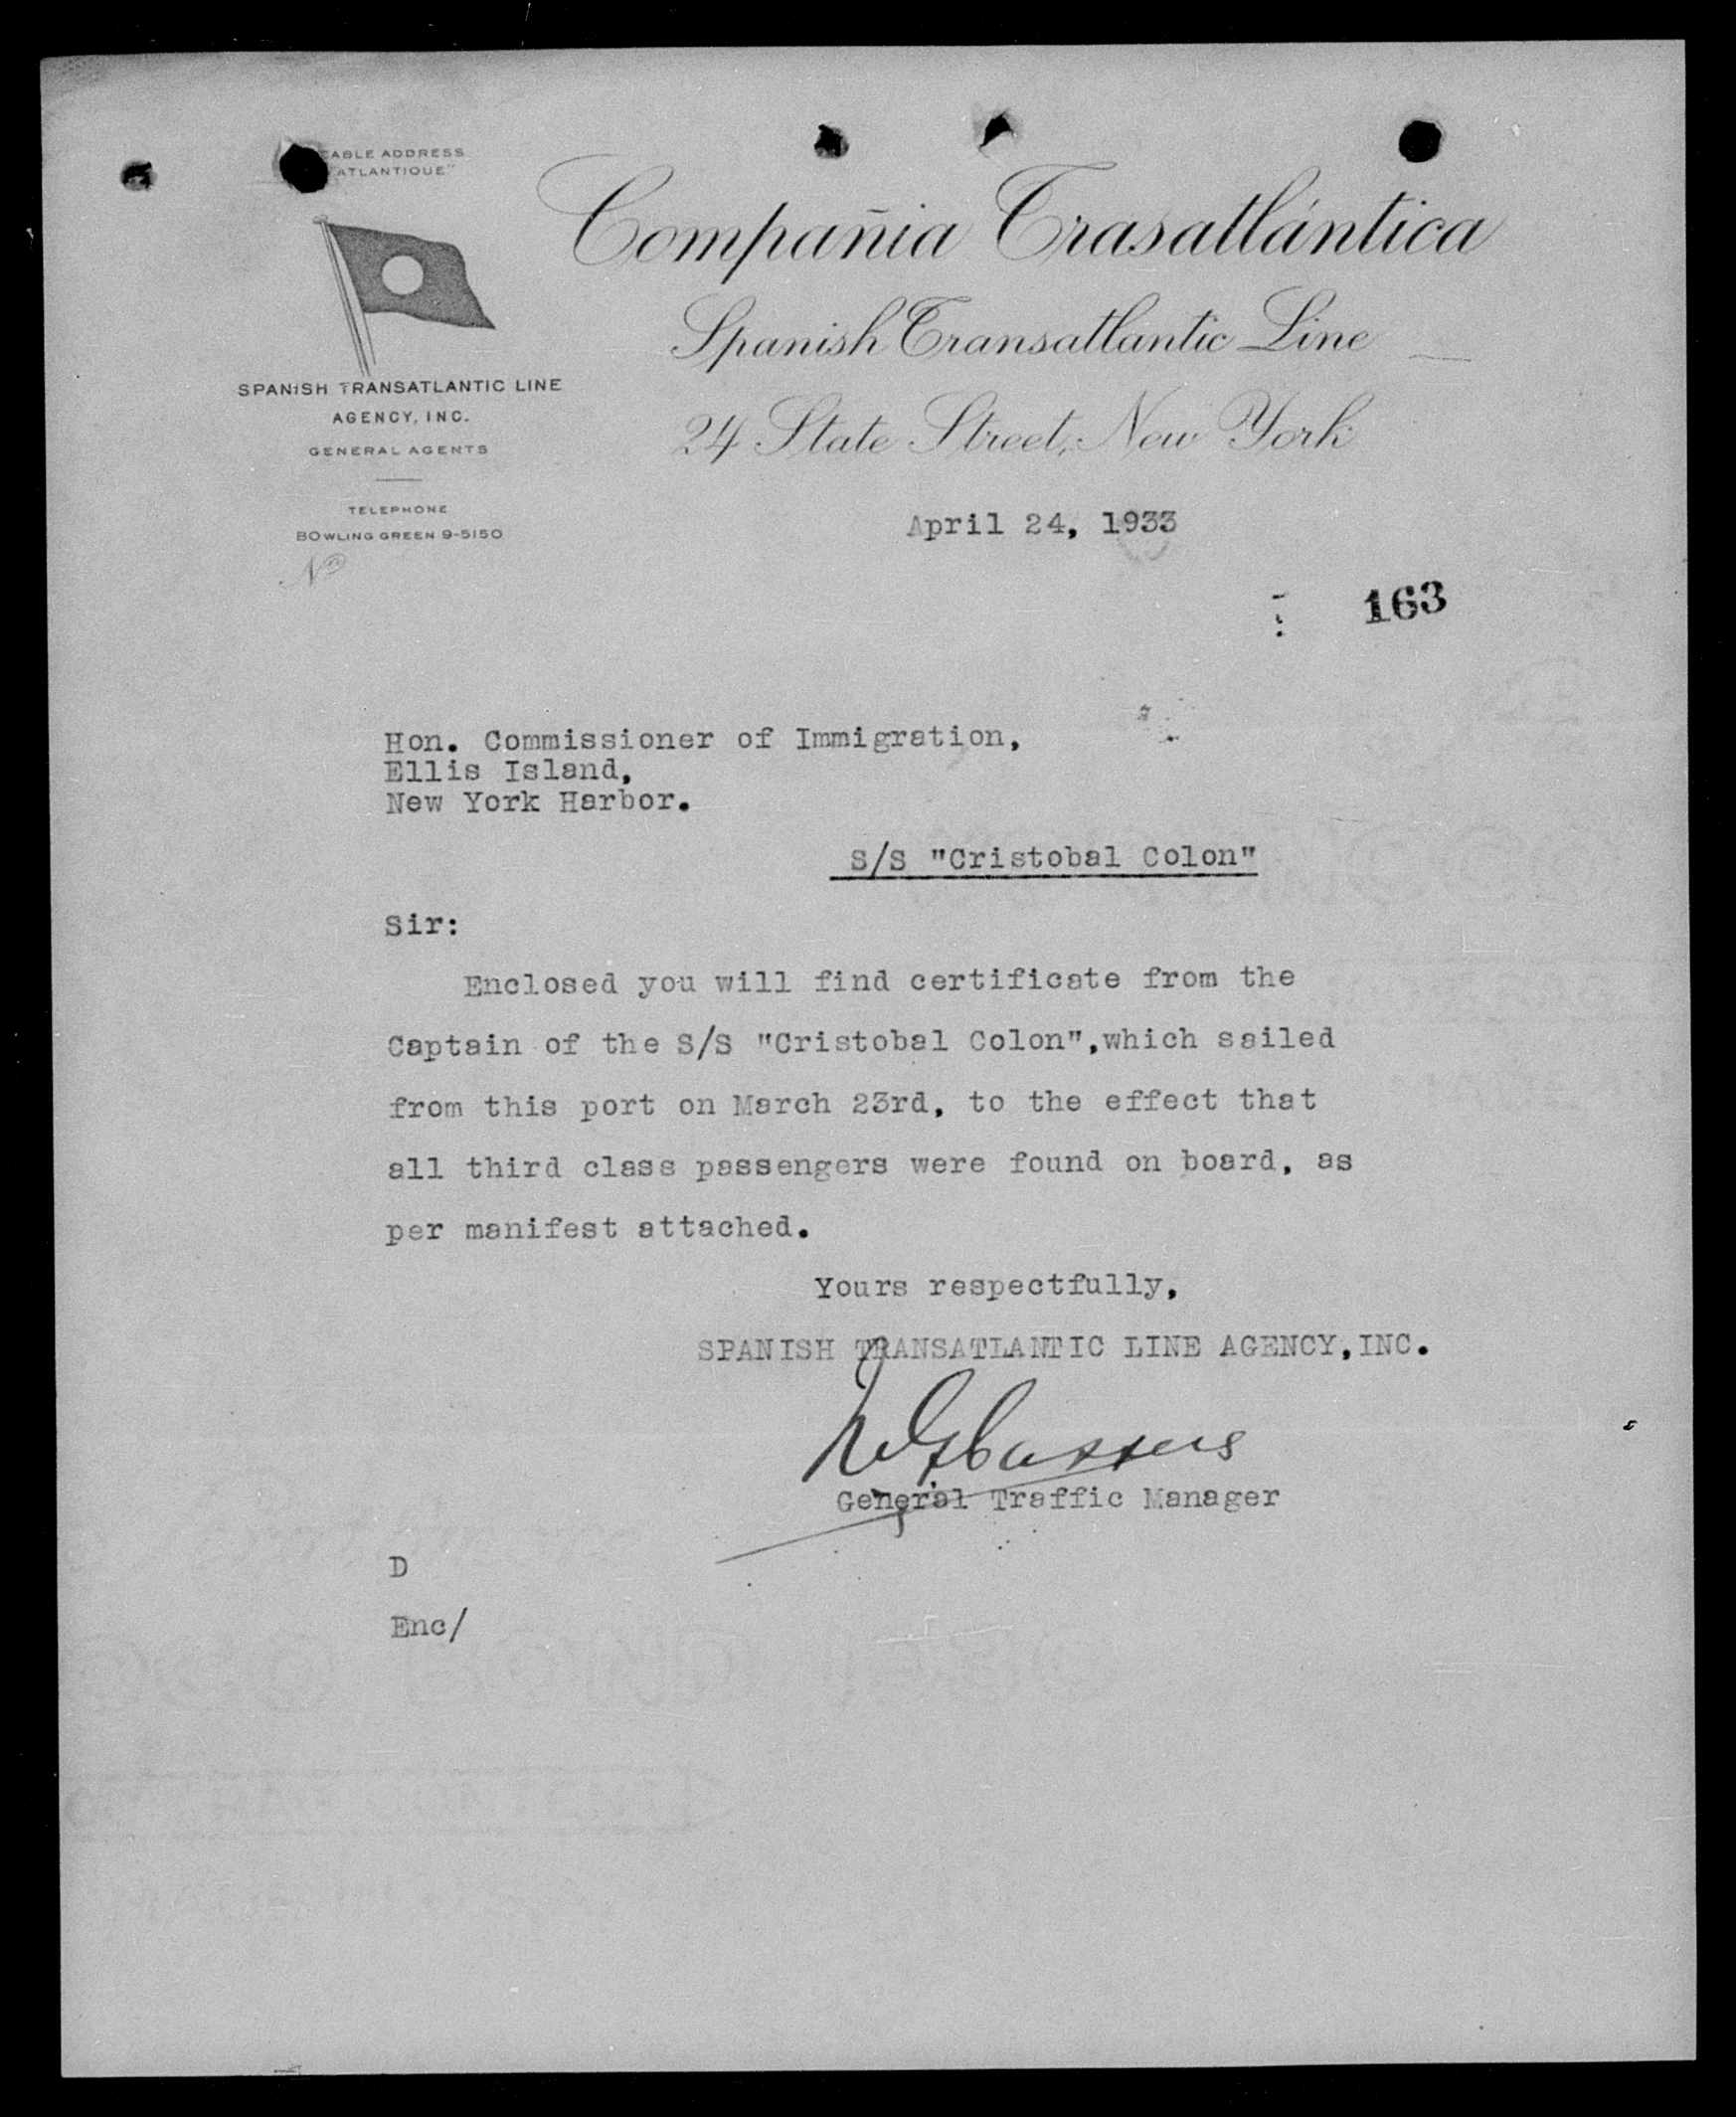 CABLE ADDRESS
ATLANTIQUE"
Compañia Trasatlántica
Spanish Transatlantic Line
24 State Street, New York
SPANISH TRANSATLANTIC LINE
AGENCY, INC.
GENERAL AGENTS
TELEPHONE
BOWLING GREEN 9-5150
No
April 24, 1933
163
Hon. Commissioner of Immigration,
Ellis Island,
New York Harbor.
S/S "Cristobal Colon"
Sir:
Enclosed you will find certificate from the
Captain of the S/S "Cristobal Colon",which sailed
from this port on March 23rd, to the effect that
all third class passengers were found on board, as
per manifest attached.
Yours respectfully,
SPANISH TRANSATLANTIC LINE AGENCY,INC.
General Traffic Manager
D
Enc/